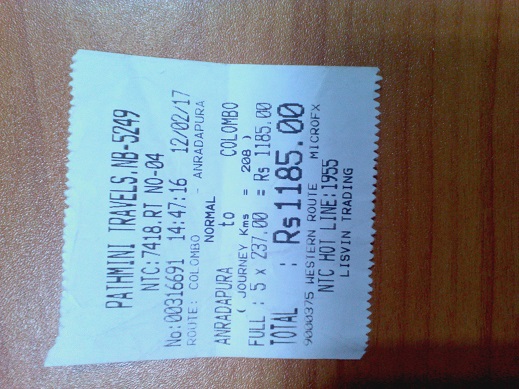 PATHMINI TRAVELS.NB-5249
NTC:7418.RT NO-04
No:00316691 14:47:16 12/02/17
ROUTE: COLOMBO - ANRADAPURA
NORMAL
ANRADAPURA to COLOMBO
( JOURNEY Kms = 208 )
FULL : 5 x 237.00 = Rs 1185.00
TOTAL : Rs1185.00
9000375 WESTERN ROUTE MICROFX
NTC HOT LINE:1955
LISVIN TRADING